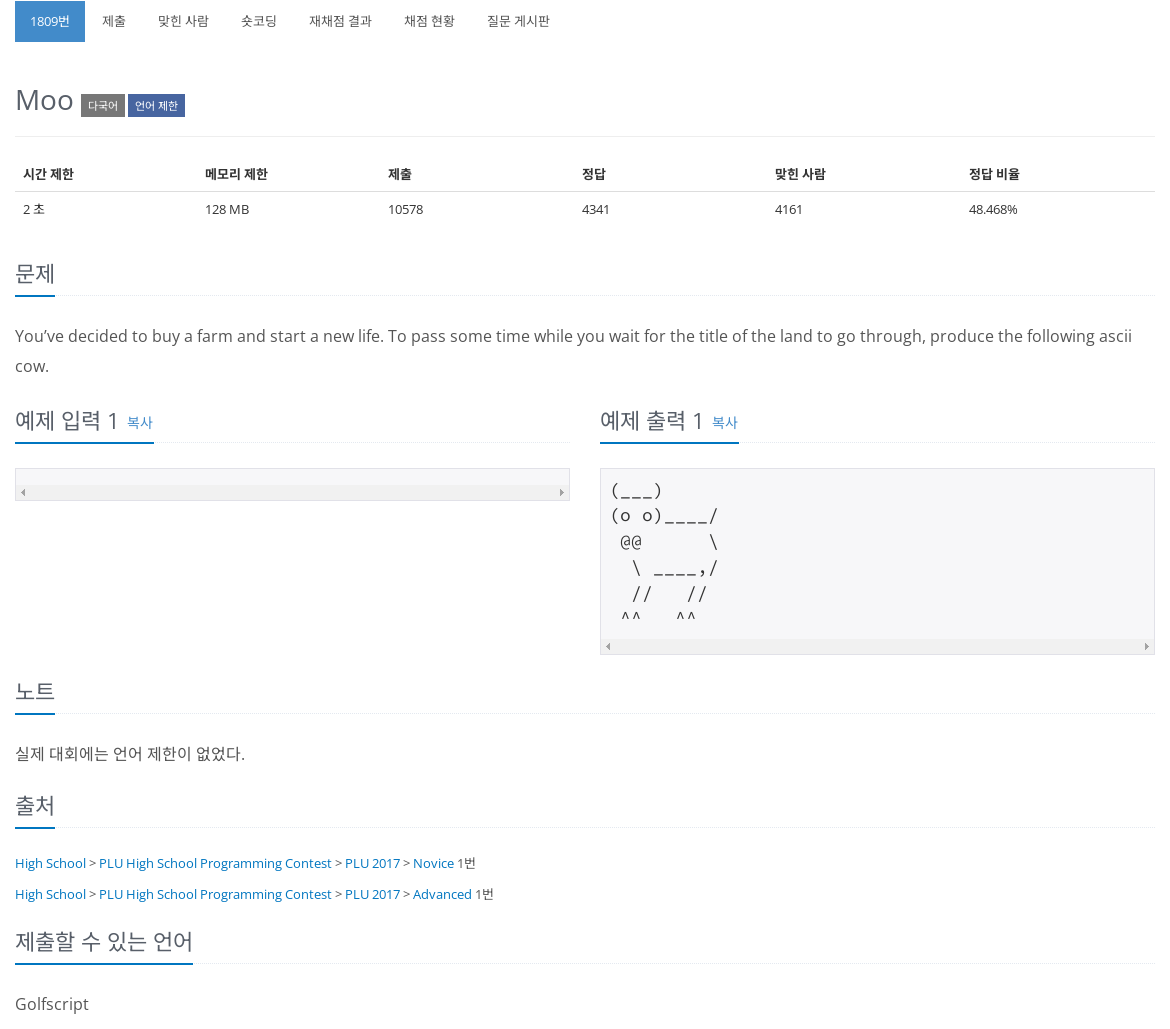 1809번 제출 맞힌 사람 숏코딩 재채점 결과 채점 현황 질문 게시판
Moo 다국어 언어 제한
시간 제한 메모리 제한 제출 정답 맞힌 사람 정답 비율
2 초 128 MB 10578 4341 4161 48.468%
문제
You’ve decided to buy a farm and start a new life. To pass some time while you wait for the title of the land to go through, produce the following ascii
cow.
예제 입력 1 복사
예제 출력 1 복사
(___)
(o o)____/
 @@      \
  \ ____,/
  //   //
 ^^   ^^
노트
실제 대회에는 언어 제한이 없었다.
출처
High School > PLU High School Programming Contest > PLU 2017 > Novice 1번
High School > PLU High School Programming Contest > PLU 2017 > Advanced 1번
제출할 수 있는 언어
Golfscript